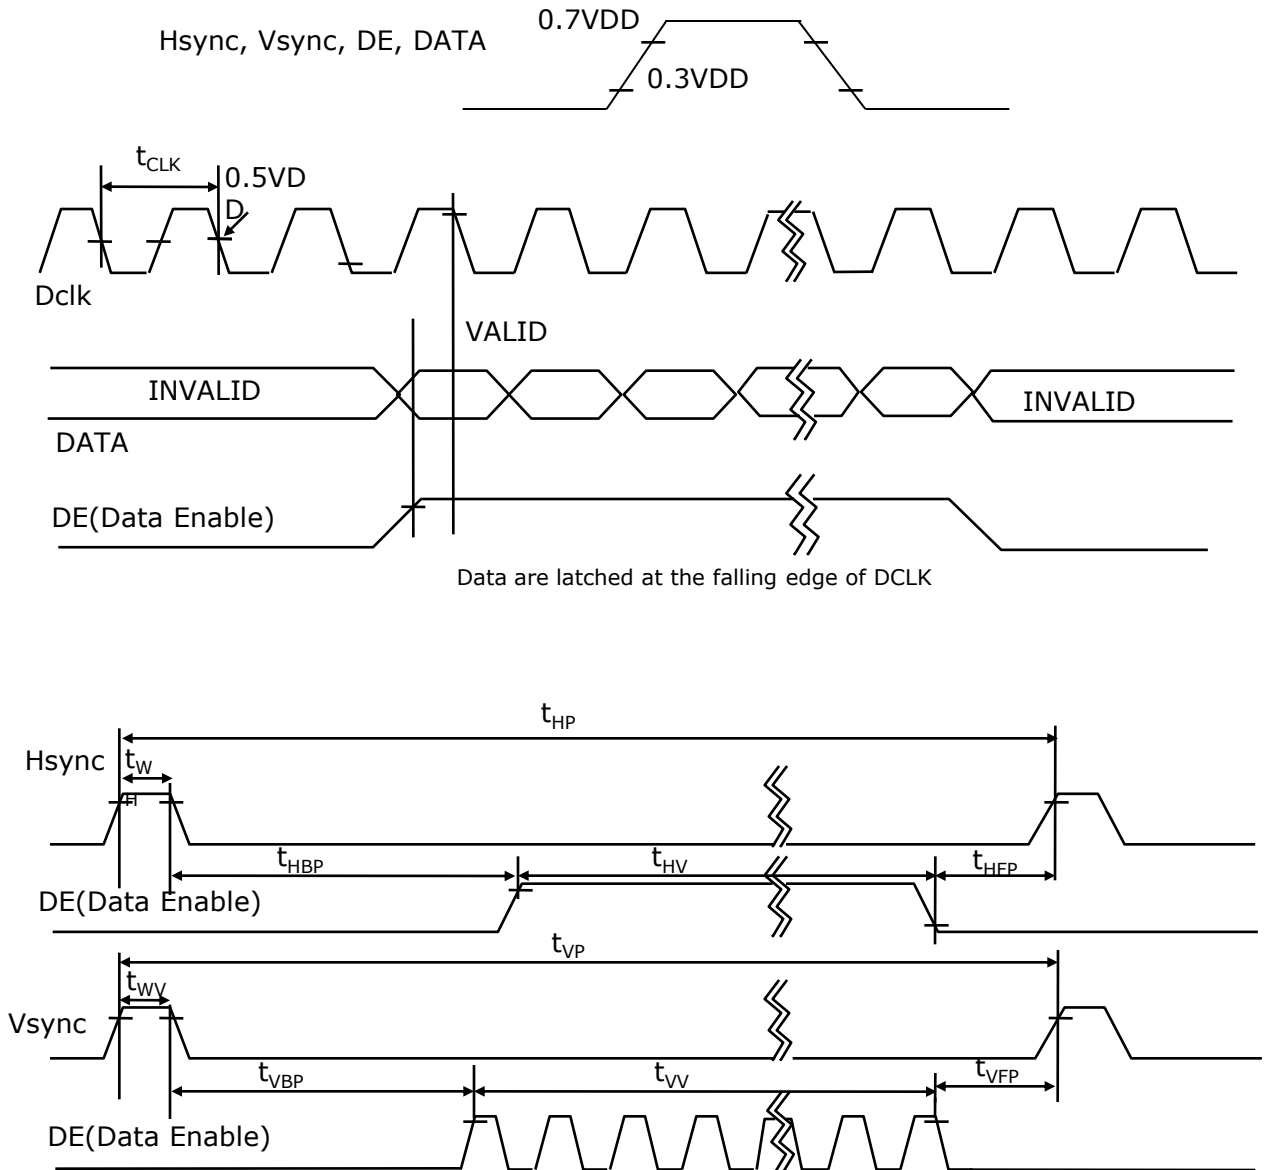 0.7VDD
Hsync, Vsync, DE, DATA
0.3VDD
tCLK
0.5VD
D
Dclk
VALID
INVALID
INVALID
DATA
DE(Data Enable)
Data are latched at the falling edge of DCLK
tHP
Hsync
tW
H
tHBP
tHV
tHFP
DE(Data Enable)
tVP
tWV
Vsync
tVBP
tVV
tVFP
DE(Data Enable)